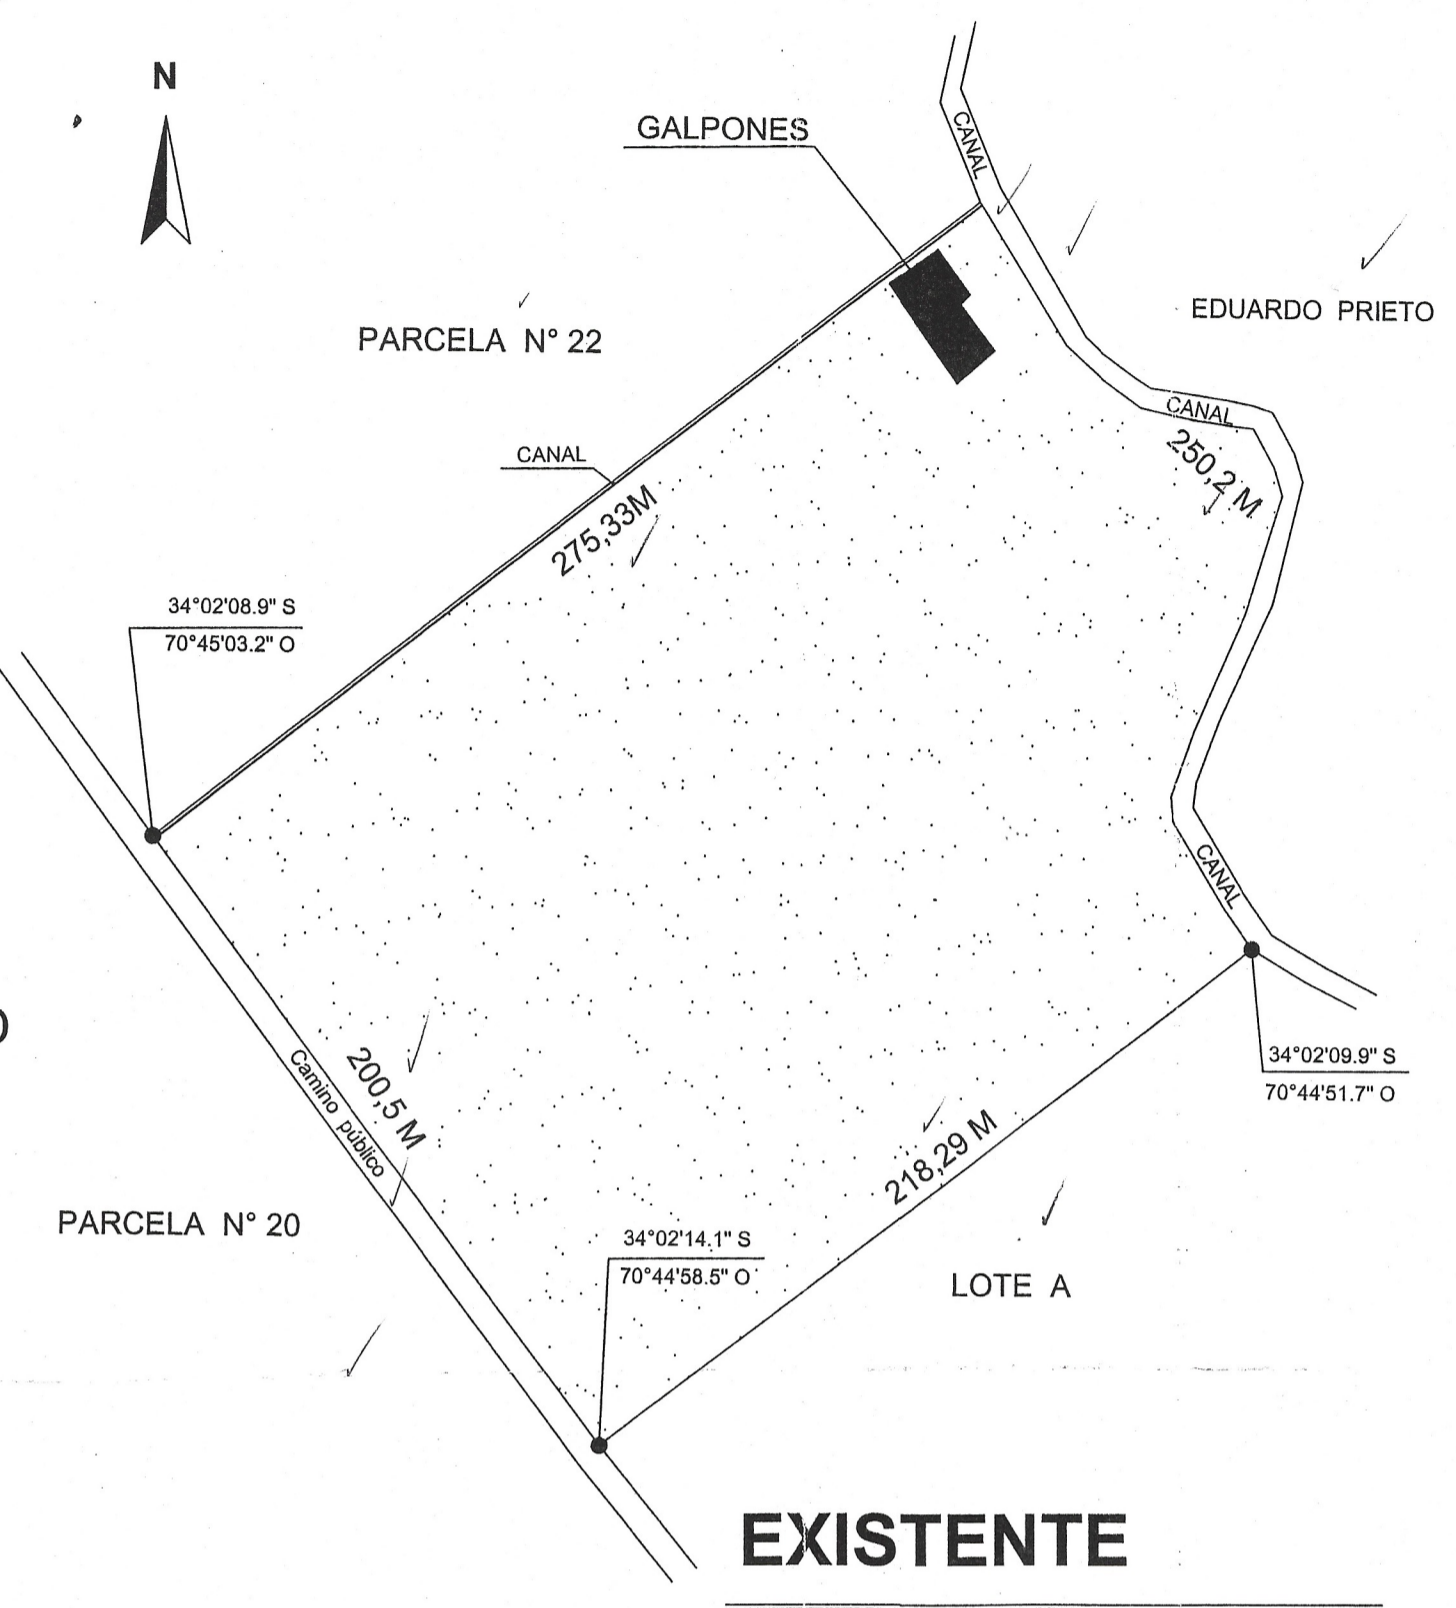 N
GALPONES
CANAL
EDUARDO PRIETO
PARCELA N° 22
CANAL
250,2 M
CANAL
275,33M
34°02'08.9" S
70°45'03.2" O
CANAL
34°02'09.9" S
70°44'51.7" O
200,5 M
Camino público
218,29 M
PARCELA N° 20
34°02'14.1" S
70°44'58.5" O
LOTE A
EXISTENTE